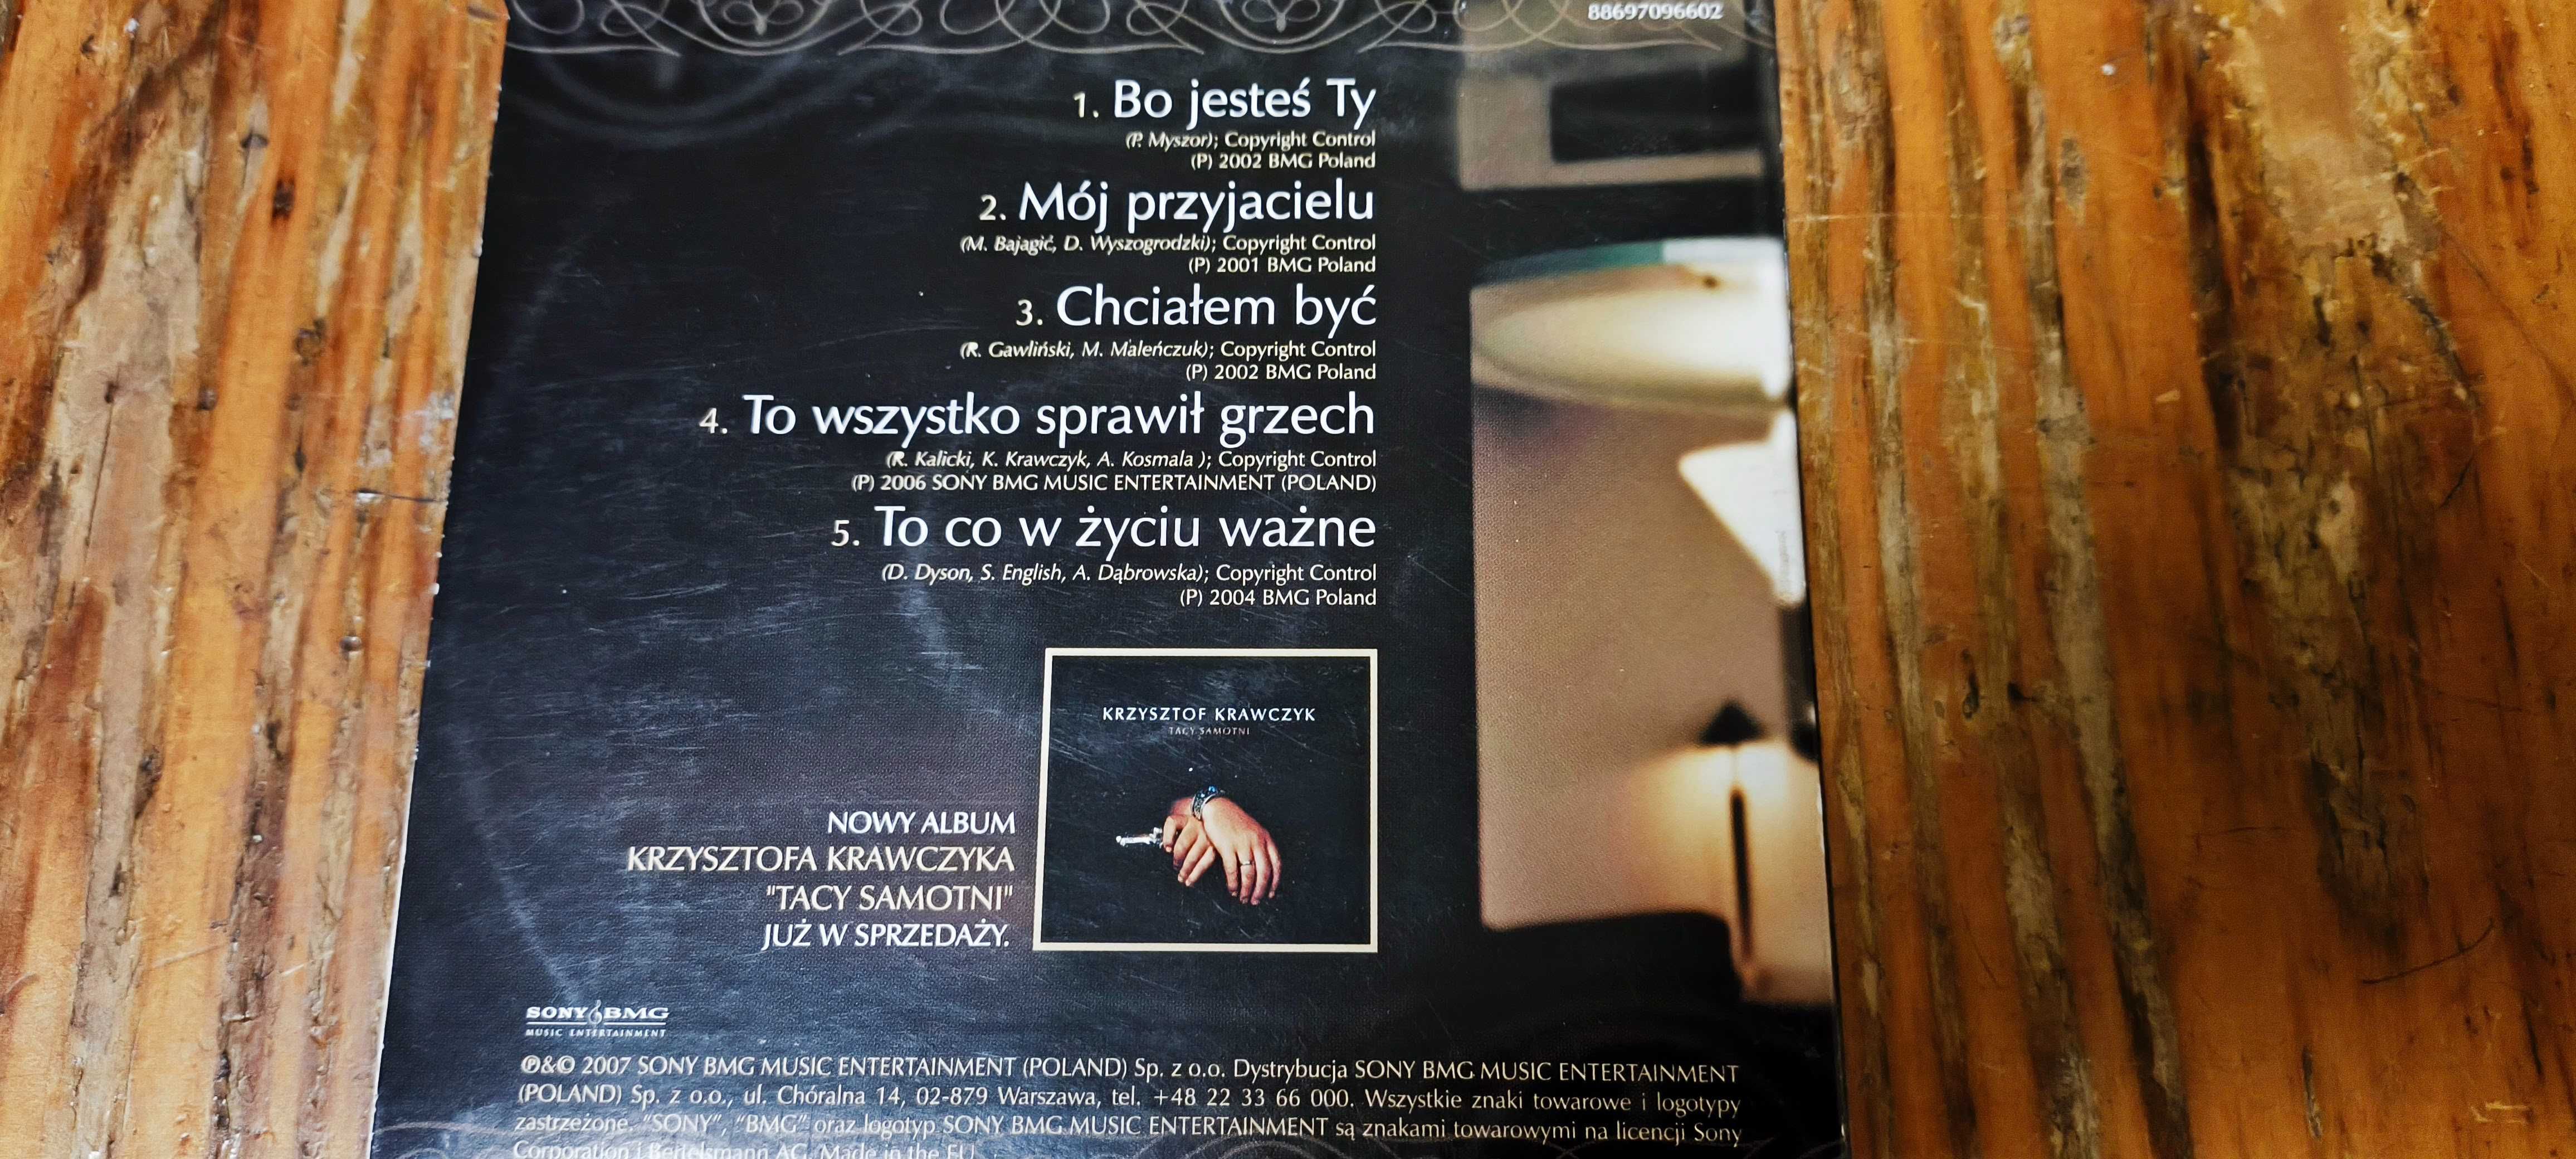 88697096602
1. Bo jesteś Ty
(P. Myszor); Copyright Control
(P) 2002 BMG Poland
2. Mój przyjacielu
(M. Bajagić, D. Wyszogrodzki); Copyright Control
(P) 2001 BMG Poland
3. Chciałem być
(R. Gawliński, M. Maleńczuk); Copyright Control
(P) 2002 BMG Poland
4. To wszystko sprawił grzech
(R. Kalicki, K. Krawczyk, A. Kosmala ); Copyright Control
(P) 2006 SONY BMG MUSIC ENTERTAINMENT (POLAND)
5. To co w życiu ważne
(D. Dyson, S. English, A. Dąbrowska); Copyright Control
(P) 2004 BMG Poland
KRZYSZTOF KRAWCZYK
TACY SAMOTNI
NOWY ALBUM
KRZYSZTOFA KRAWCZYKA
"TACY SAMOTNI"
JUŻ W SPRZEDAŻY.
SONY BMG
MUSIC ENTERTAINMENT
℗&© 2007 SONY BMG MUSIC ENTERTAINMENT (POLAND) Sp. z o.o. Dystrybucja SONY BMG MUSIC ENTERTAINMENT
(POLAND) Sp. z o.o., ul. Chóralna 14, 02-879 Warszawa, tel. +48 22 33 66 000. Wszystkie znaki towarowe i logotypy
zastrzeżone. "SONY", "BMG" oraz logotyp SONY BMG MUSIC ENTERTAINMENT są znakami towarowymi na licencji Sony
Corporation i Bertelsmann AG. Made in the EU